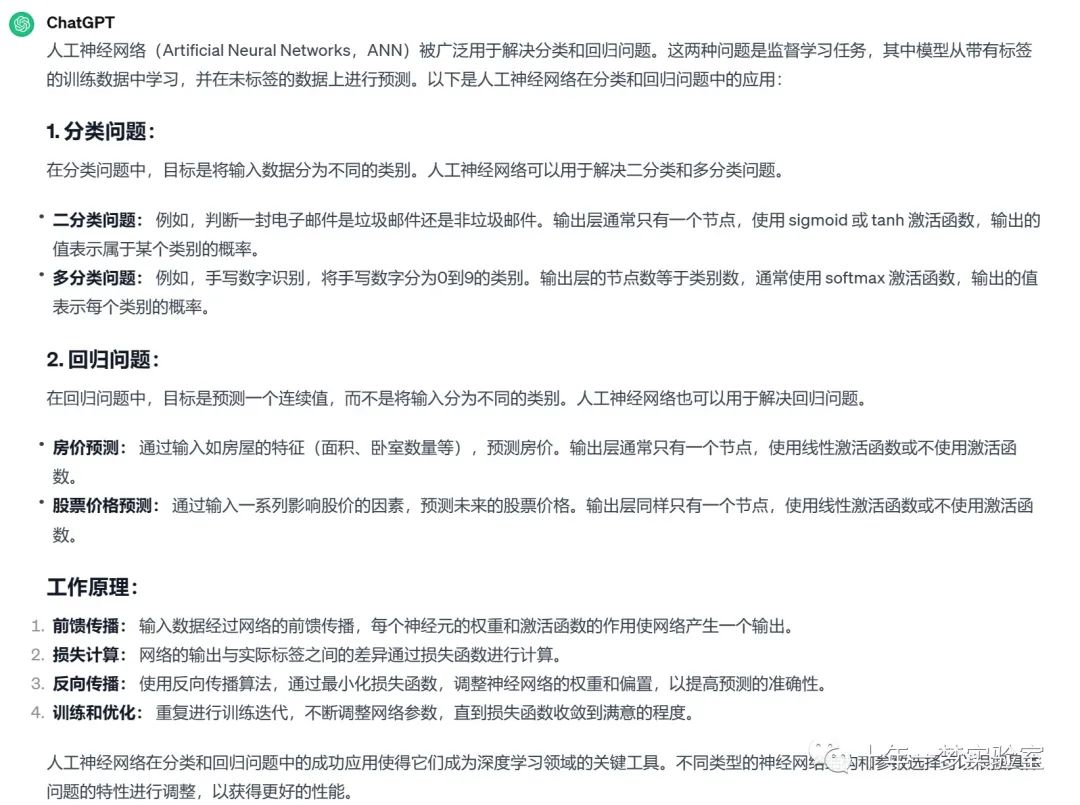 ChatGPT
人工神经网络（Artificial Neural Networks，ANN）被广泛用于解决分类和回归问题。这两种问题是监督学习任务，其中模型从带有标签
的训练数据中学习，并在未标签的数据上进行预测。以下是人工神经网络在分类和回归问题中的应用：
1. 分类问题：
在分类问题中，目标是将输入数据分为不同的类别。人工神经网络可以用于解决二分类和多分类问题。
• 二分类问题： 例如，判断一封电子邮件是垃圾邮件还是非垃圾邮件。输出层通常只有一个节点，使用 sigmoid 或 tanh 激活函数，输出的
值表示属于某个类别的概率。
• 多分类问题： 例如，手写数字识别，将手写数字分为0到9的类别。输出层的节点数等于类别数，通常使用 softmax 激活函数，输出的值
表示每个类别的概率。
2. 回归问题：
在回归问题中，目标是预测一个连续值，而不是将输入分为不同的类别。人工神经网络也可以用于解决回归问题。
• 房价预测： 通过输入如房屋的特征（面积、卧室数量等），预测房价。输出层通常只有一个节点，使用线性激活函数或不使用激活函
数。
• 股票价格预测： 通过输入一系列影响股价的因素，预测未来的股票价格。输出层同样只有一个节点，使用线性激活函数或不使用激活函
数。
工作原理：
1. 前馈传播： 输入数据经过网络的前馈传播，每个神经元的权重和激活函数的作用使网络产生一个输出。
2. 损失计算： 网络的输出与实际标签之间的差异通过损失函数进行计算。
3. 反向传播： 使用反向传播算法，通过最小化损失函数，调整神经网络的权重和偏置，以提高预测的准确性。
4. 训练和优化： 重复进行训练迭代，不断调整网络参数，直到损失函数收敛到满意的程度。
十年一梦实验室
人工神经网络在分类和回归问题中的成功应用使得它们成为深度学习领域的关键工具。不同类型的神经网络和参数选择
问题的特性进行调整，以获得更好的性能。